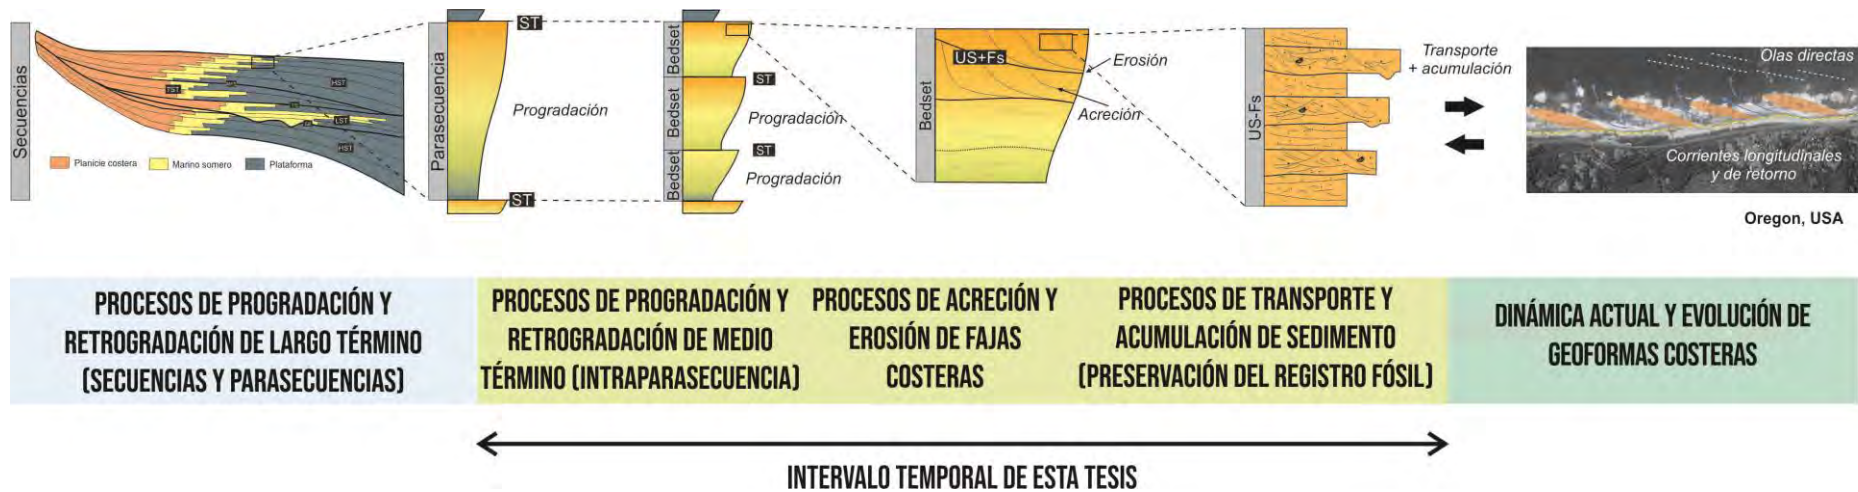 Secuencias
HST
TST
LST
HST
Planicie costera
Marino somero
Plataforma
Parasecuencia
ST
Progradación
ST
Bedset
Bedset
Bedset
ST
Progradación
ST
Progradación
Bedset
US+Fs
Erosión
Acreción
US-Fs
Transporte
+ acumulación
Olas directas
Corrientes longitudinales
y de retorno
Oregon, USA
PROCESOS DE PROGRADACIÓN Y
RETROGRADACIÓN DE LARGO TÉRMINO
(SECUENCIAS Y PARASECUENCIAS)
PROCESOS DE PROGRADACIÓN Y
RETROGRADACIÓN DE MEDIO
TÉRMINO (INTRAPARASECUENCIA)
PROCESOS DE ACRECIÓN Y
EROSIÓN DE FAJAS
COSTERAS
PROCESOS DE TRANSPORTE Y
ACUMULACIÓN DE SEDIMENTO
(PRESERVACIÓN DEL REGISTRO FÓSIL)
DINÁMICA ACTUAL Y EVOLUCIÓN DE
GEOFORMAS COSTERAS
INTERVALO TEMPORAL DE ESTA TESIS